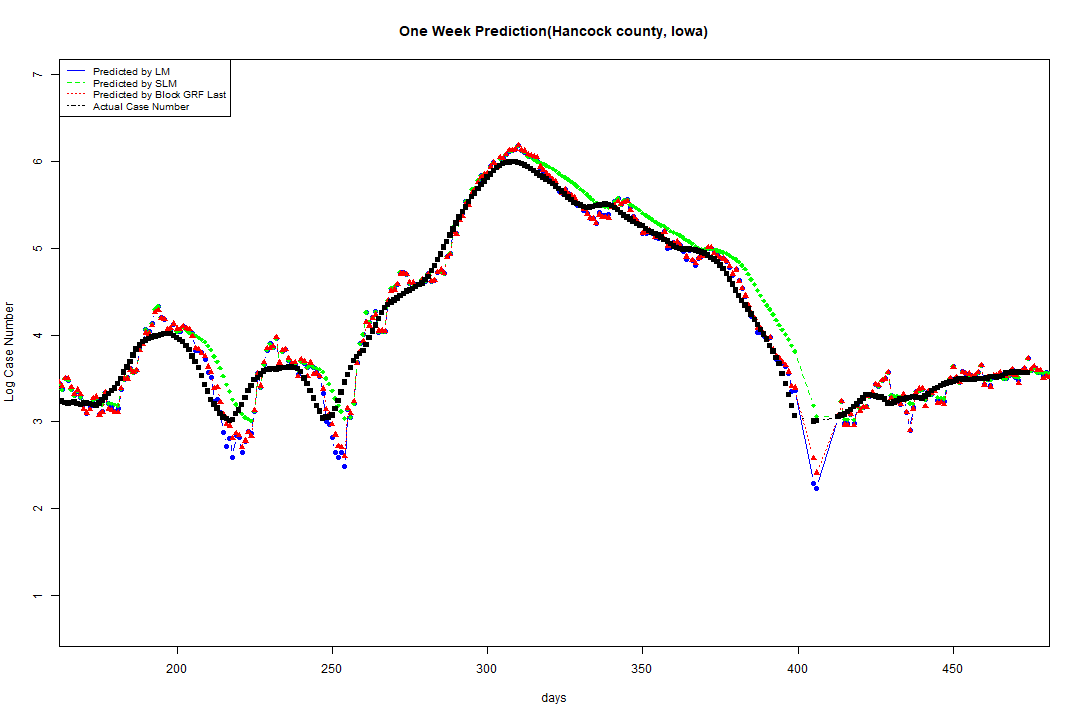 One Week Prediction(Hancock county, Iowa)
Predicted by LM
Predicted by SLM
Predicted by Block GRF Last
Actual Case Number
7
6
5
4
3
2
1
Log Case Number
200 250 300 350 400 450
days